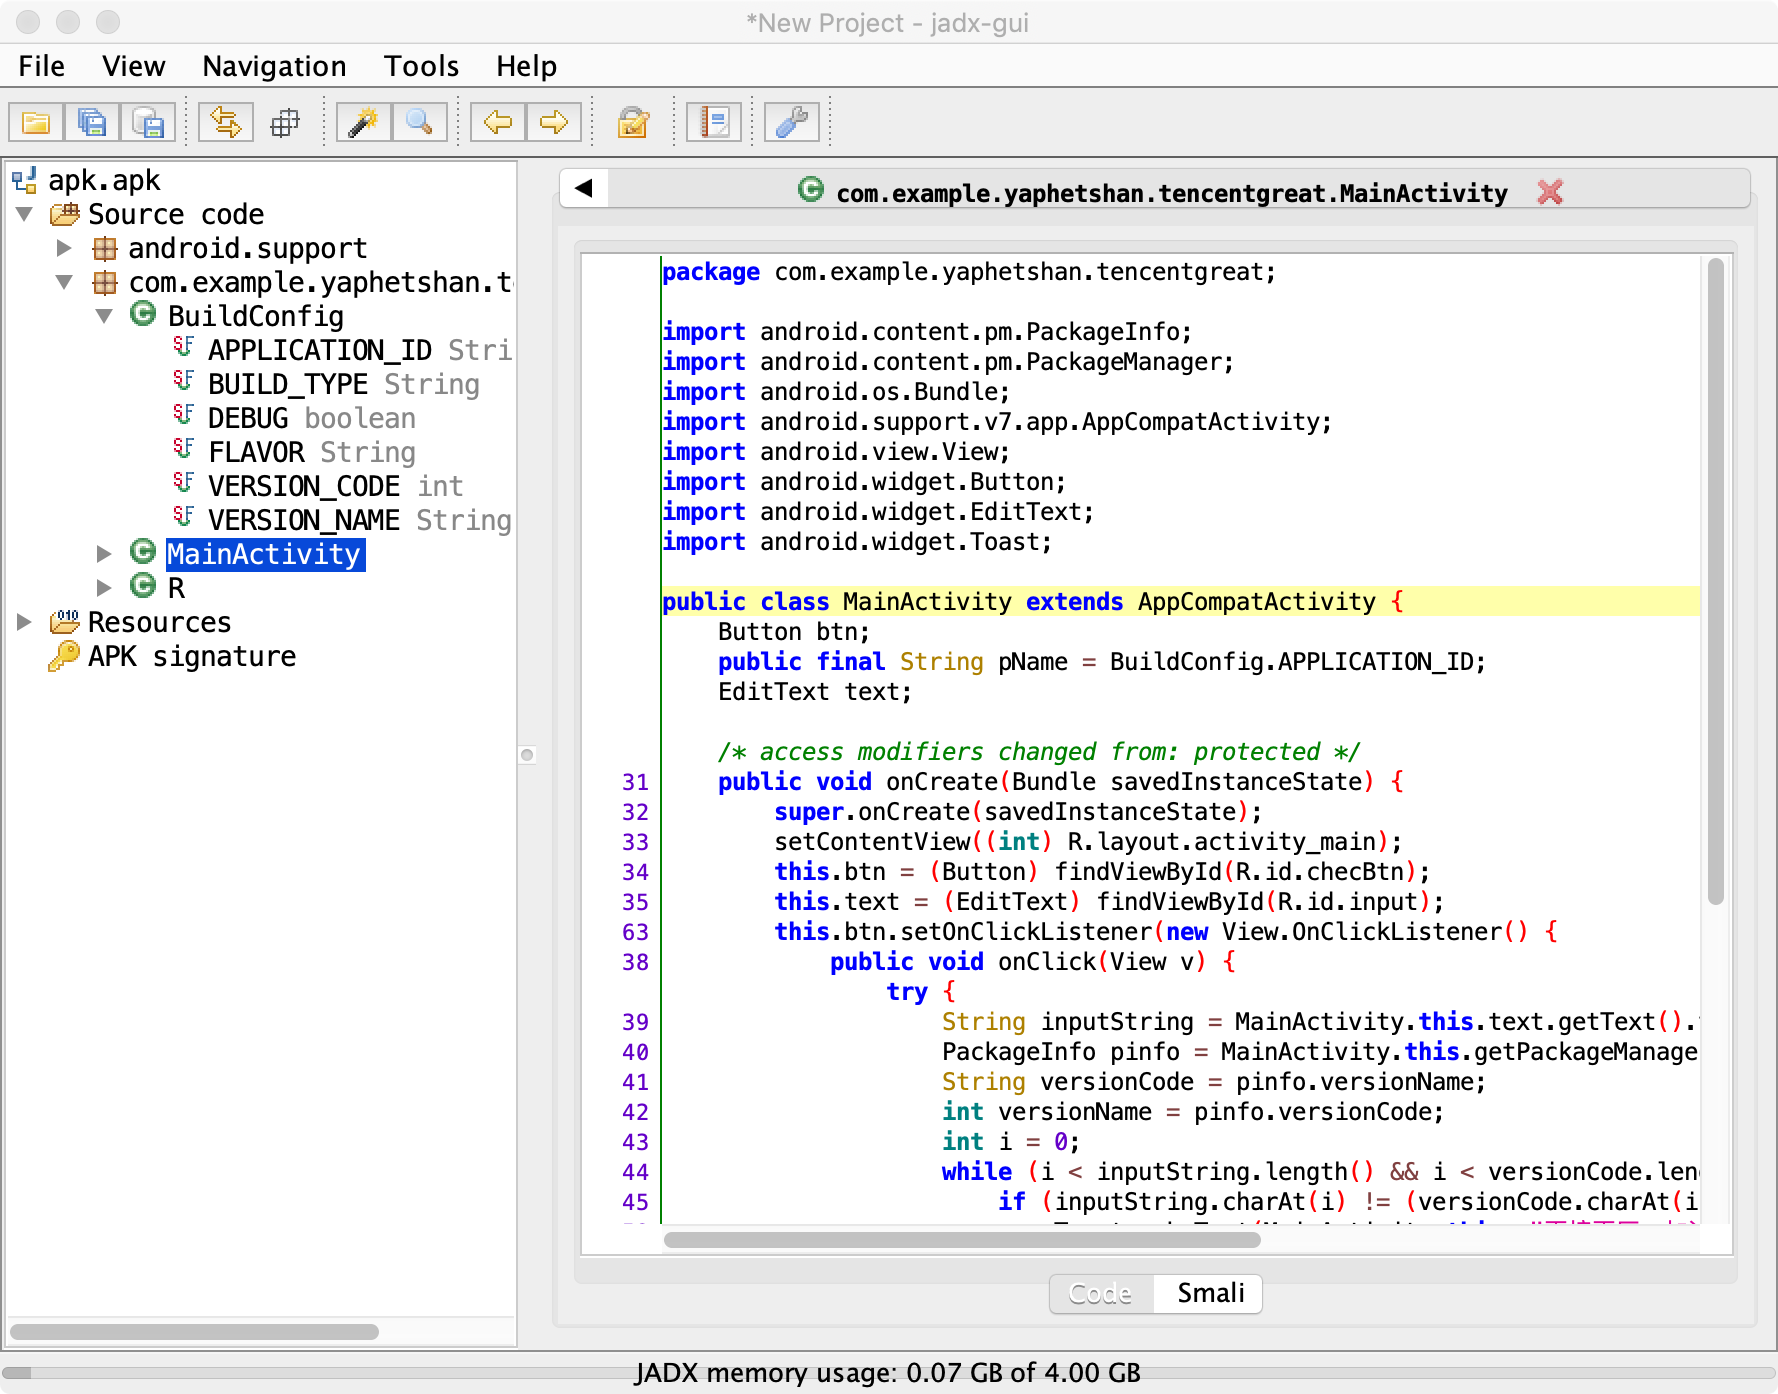 *New Project - jadx-gui
File View Navigation Tools Help
apk.apk
Source code
android.support
com.example.yaphetshan.t
BuildConfig
APPLICATION_ID Stri
BUILD_TYPE String
DEBUG boolean
FLAVOR String
VERSION_CODE int
VERSION_NAME String
MainActivity
R
Resources
APK signature
com.example.yaphetshan.tencentgreat.MainActivity
package com.example.yaphetshan.tencentgreat;
import android.content.pm.PackageInfo;
import android.content.pm.PackageManager;
import android.os.Bundle;
import android.support.v7.app.AppCompatActivity;
import android.view.View;
import android.widget.Button;
import android.widget.EditText;
import android.widget.Toast;
public class MainActivity extends AppCompatActivity {
Button btn;
public final String pName = BuildConfig.APPLICATION_ID;
EditText text;
/* access modifiers changed from: protected */
31 public void onCreate(Bundle savedInstanceState) {
32 super.onCreate(savedInstanceState);
33 setContentView((int) R.layout.activity_main);
34 this.btn = (Button) findViewById(R.id.checBtn);
35 this.text = (EditText) findViewById(R.id.input);
63 this.btn.setOnClickListener(new View.OnClickListener() {
38 public void onClick(View v) {
try {
39 String inputString = MainActivity.this.text.getText().
40 PackageInfo pinfo = MainActivity.this.getPackageManage
41 String versionCode = pinfo.versionName;
42 int versionName = pinfo.versionCode;
43 int i = 0;
44 while (i < inputString.length() && i < versionCode.len
45 if (inputString.charAt(i) != (versionCode.charAt(i
Code Smali
JADX memory usage: 0.07 GB of 4.00 GB